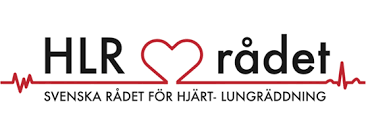 HLR rådet
SVENSKA RÅDET FÖR HJÄRT- LUNGRÄDDNING